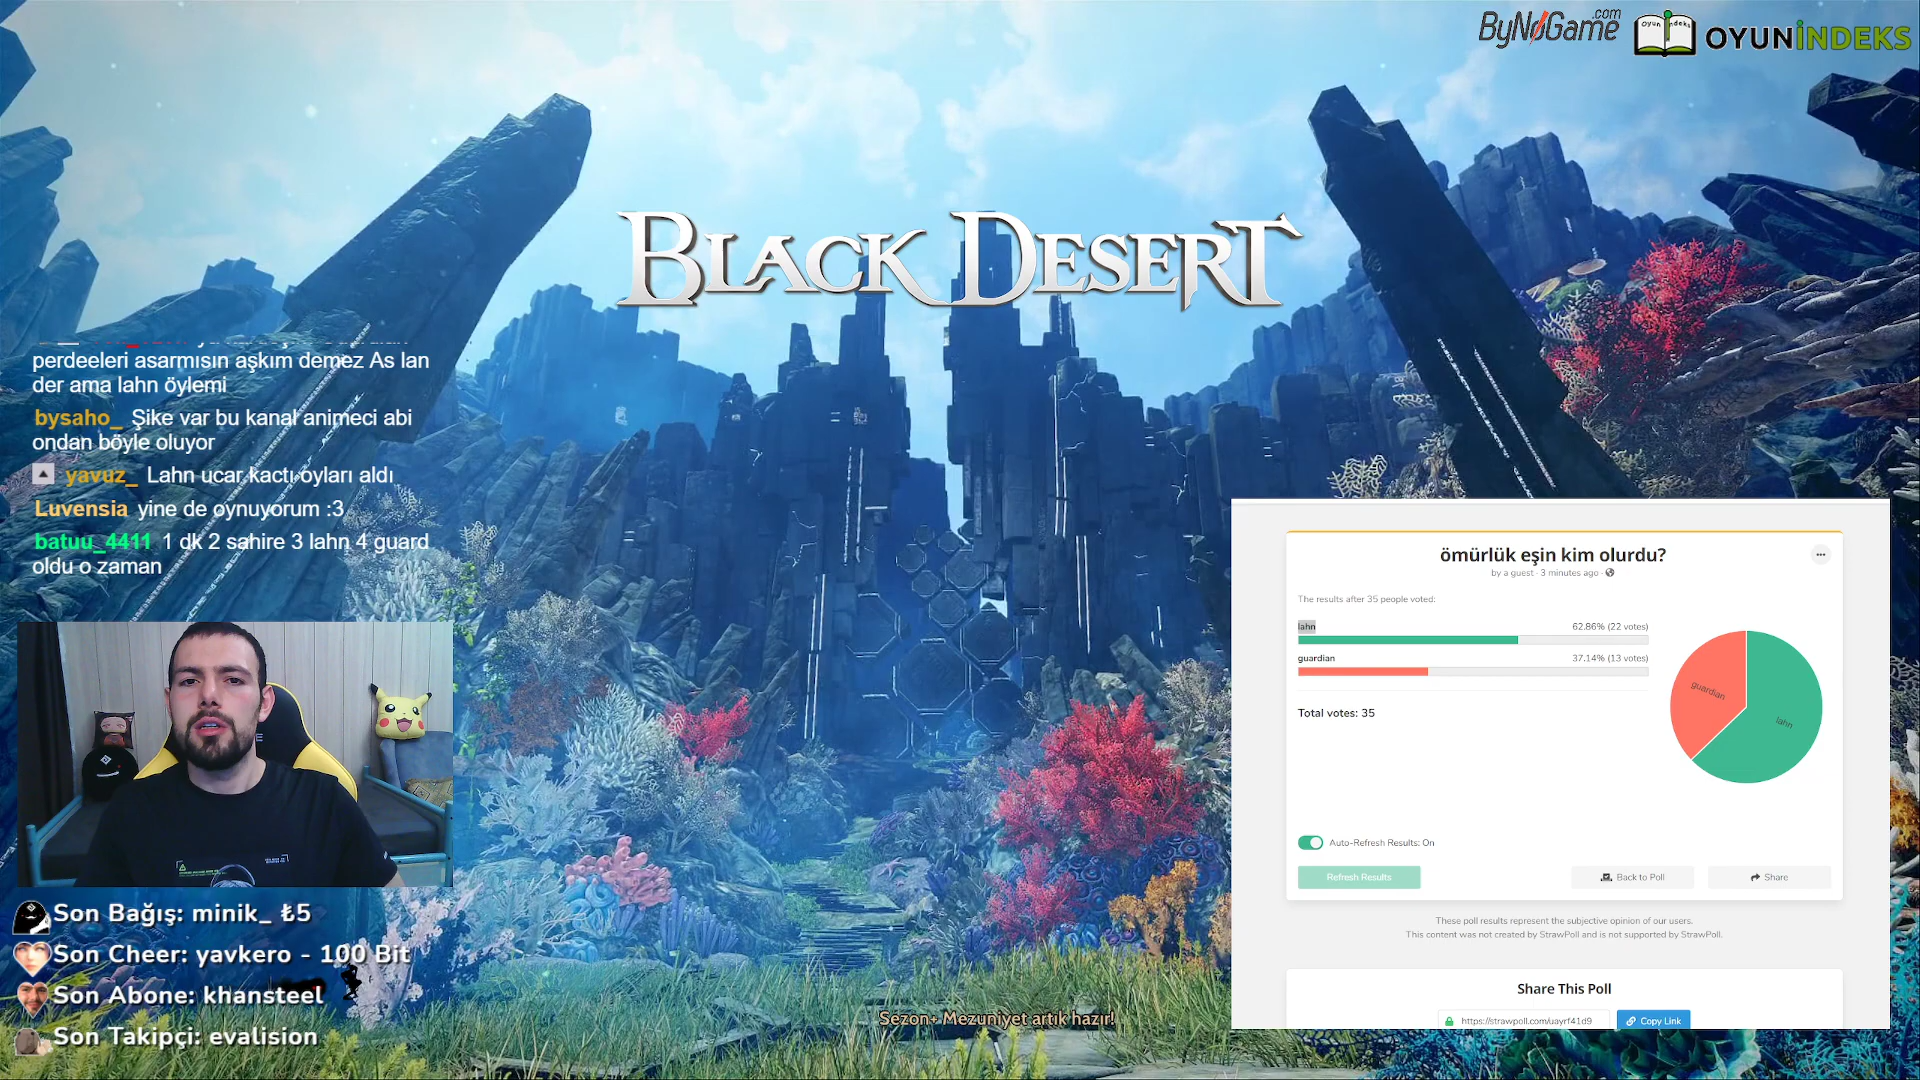 ByNoGame.com
Oyun indeks OYUNİNDEKS
BLACK DESERT
perdeeleri asarmısın aşkım demez As lan
der ama lahn öylemi
bysaho_ Şike var bu kanal animeci abi
ondan böyle oluyor
yavuz_ Lahn ucar kactı oyları aldı
Luvensia yine de oynuyorum :3
batuu_4411 1 dk 2 sahire 3 lahn 4 guard
oldu o zaman
ömürlük eşin kim olurdu?
by a guest · 3 minutes ago ·
The results after 35 people voted:
lahn 62.86% (22 votes)
guardian 37.14% (13 votes)
guardian
lahn
Total votes: 35
Auto-Refresh Results: On
Refresh Results
Back to Poll
Share
These poll results represent the subjective opinion of our users.
This content was not created by StrawPoll and is not supported by StrawPoll.
Share This Poll
https://strawpoll.com/uayrf41d9
Copy Link
Son Bağış: minik_ ₺5
Son Cheer: yavkero - 100 Bit
Son Abone: khansteel
Son Takipçi: evalision
Sezon+ Mezuniyet artık hazır!